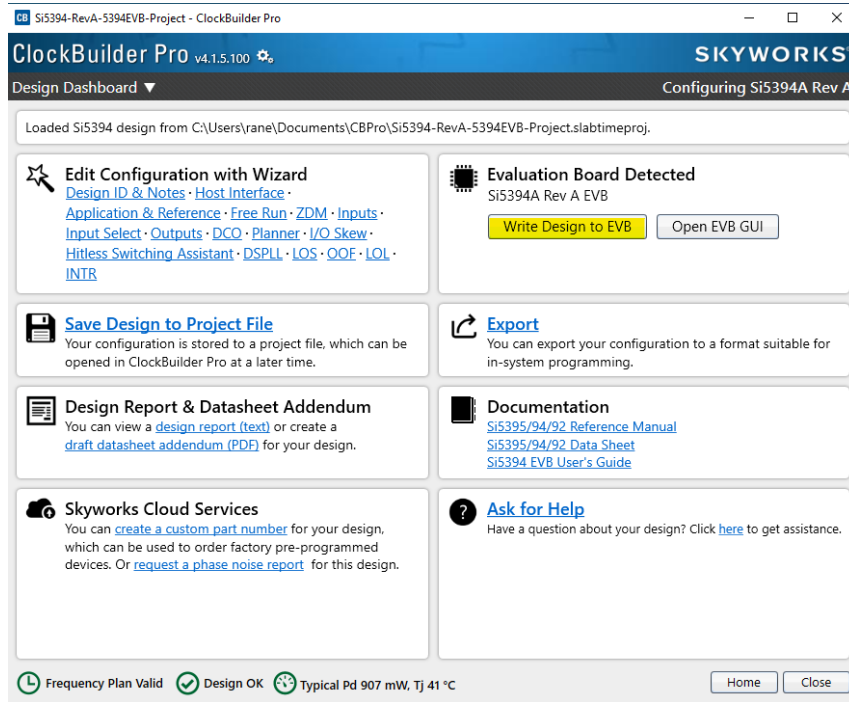 CB Si5394-RevA-5394EVB-Project - ClockBuilder Pro
ClockBuilder Pro v4.1.5.100
SKYWORKS
Design Dashboard ▼
Configuring Si5394A Rev A
Loaded Si5394 design from C:\Users\rane\Documents\CBPro\Si5394-RevA-5394EVB-Project.slabtimeproj.
Edit Configuration with Wizard
Design ID & Notes · Host Interface ·
Application & Reference · Free Run · ZDM · Inputs ·
Input Select · Outputs · DCO · Planner · I/O Skew ·
Hitless Switching Assistant · DSPLL · LOS · OOF · LOL ·
INTR
Evaluation Board Detected
Si5394A Rev A EVB
Write Design to EVB
Open EVB GUI
Save Design to Project File
Your configuration is stored to a project file, which can be
opened in ClockBuilder Pro at a later time.
Export
You can export your configuration to a format suitable for
in-system programming.
Design Report & Datasheet Addendum
You can view a design report (text) or create a
draft datasheet addendum (PDF) for your design.
Documentation
Si5395/94/92 Reference Manual
Si5395/94/92 Data Sheet
Si5394 EVB User's Guide
Skyworks Cloud Services
You can create a custom part number for your design,
which can be used to order factory pre-programmed
devices. Or request a phase noise report for this design.
? Ask for Help
Have a question about your design? Click here to get assistance.
Frequency Plan Valid
Design OK
Typical Pd 907 mW, Tj 41 °C
Home
Close